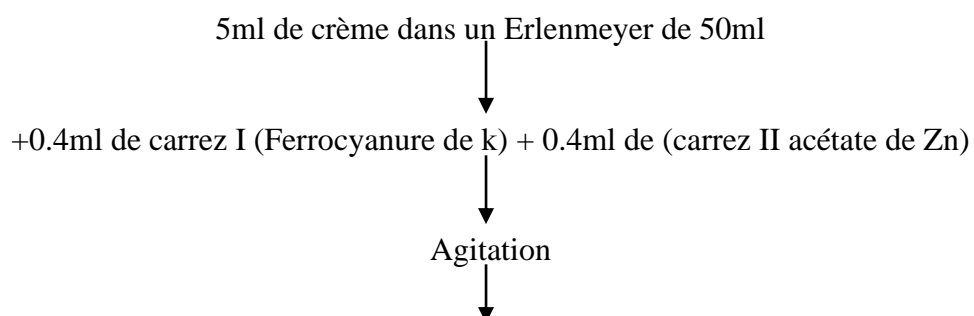 5ml de crème dans un Erlenmeyer de 50ml
+0.4ml de carrez I (Ferrocyanure de k) + 0.4ml de (carrez II acétate de Zn)
Agitation